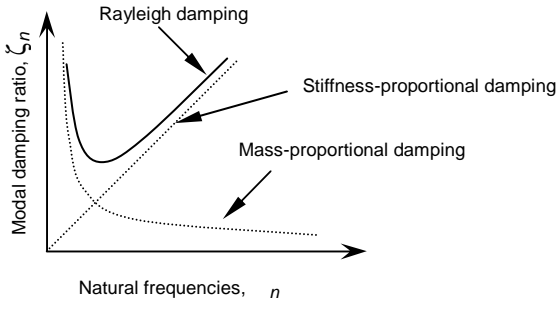 Rayleigh damping
Stiffness-proportional damping
Mass-proportional damping
Modal damping ratio, ζn
Natural frequencies, n